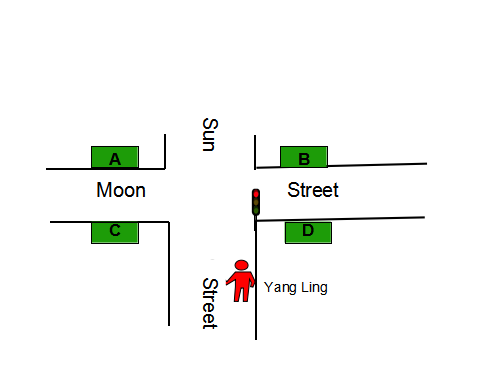 Sun
A
B
Moon Street
C
D
Street
Yang Ling